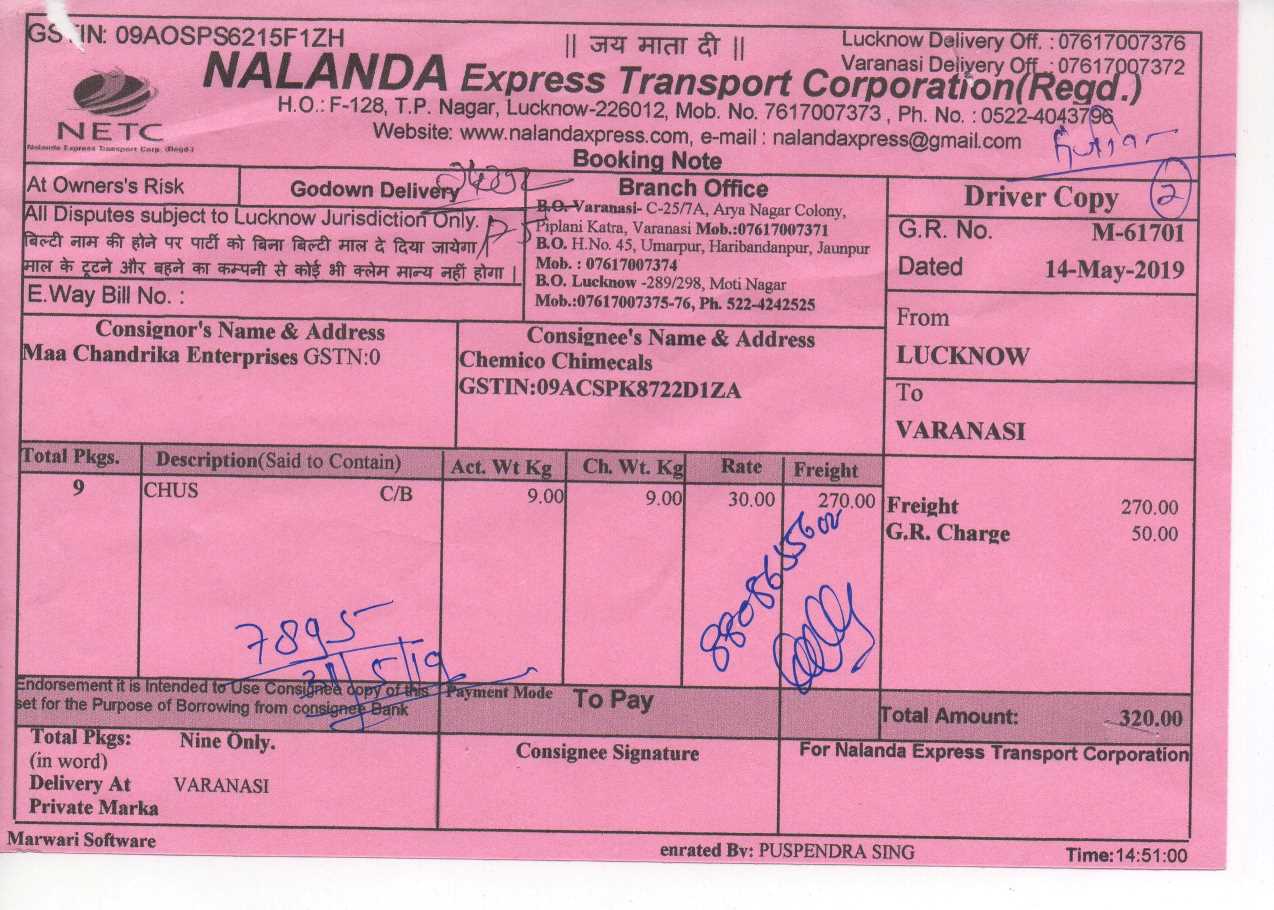 GSTIN: 09AOSPS6215F1ZH
|| जय माता दी ||
Lucknow Delivery Off. : 07617007376
Varanasi Delivery Off. : 07617007372
NALANDA Express Transport Corporation(Regd.)
H.O.: F-128, T.P. Nagar, Lucknow-226012, Mob. No. 7617007373 , Ph. No. : 0522-4043796
Website: www.nalandaxpress.com, e-mail : nalandaxpress@gmail.com
NETC
Nalanda Express Transport Corp. (Regd.)
Booking Note
At Owners's Risk
Godown Delivery
All Disputes subject to Lucknow Jurisdiction Only.
बिल्टी नाम की होने पर पार्टी को बिना बिल्टी माल दे दिया जायेगा
माल के टूटने और बहने का कम्पनी से कोई भी क्लेम मान्य नहीं होगा |
E.Way Bill No. :
Branch Office
B.O. Varanasi- C-25/7A, Arya Nagar Colony,
Piplani Katra, Varanasi Mob.:07617007371
B.O. H.No. 45, Umarpur, Haribandanpur, Jaunpur
Mob. : 07617007374
B.O. Lucknow -289/298, Moti Nagar
Mob.:07617007375-76, Ph. 522-4242525
Driver Copy
2
G.R. No. M-61701
Dated 14-May-2019
From
LUCKNOW
To
VARANASI
Consignor's Name & Address
Maa Chandrika Enterprises GSTN:0
Consignee's Name & Address
Chemico Chimecals
GSTIN:09ACSPK8722D1ZA
Total Pkgs. Description(Said to Contain) Act. Wt Kg Ch. Wt. Kg Rate Freight
9 CHUS C/B 9.00 9.00 30.00 270.00
Freight 270.00
G.R. Charge 50.00
8808655602
7895
31/5/19
Endorsement it is Intended to Use Consignee copy of this
set for the Purpose of Borrowing from consignee Bank
Payment Mode To Pay
Total Amount: 320.00
Total Pkgs: Nine Only.
(in word)
Delivery At VARANASI
Private Marka
Consignee Signature
For Nalanda Express Transport Corporation
Marwari Software
enrated By: PUSPENDRA SING
Time:14:51:00